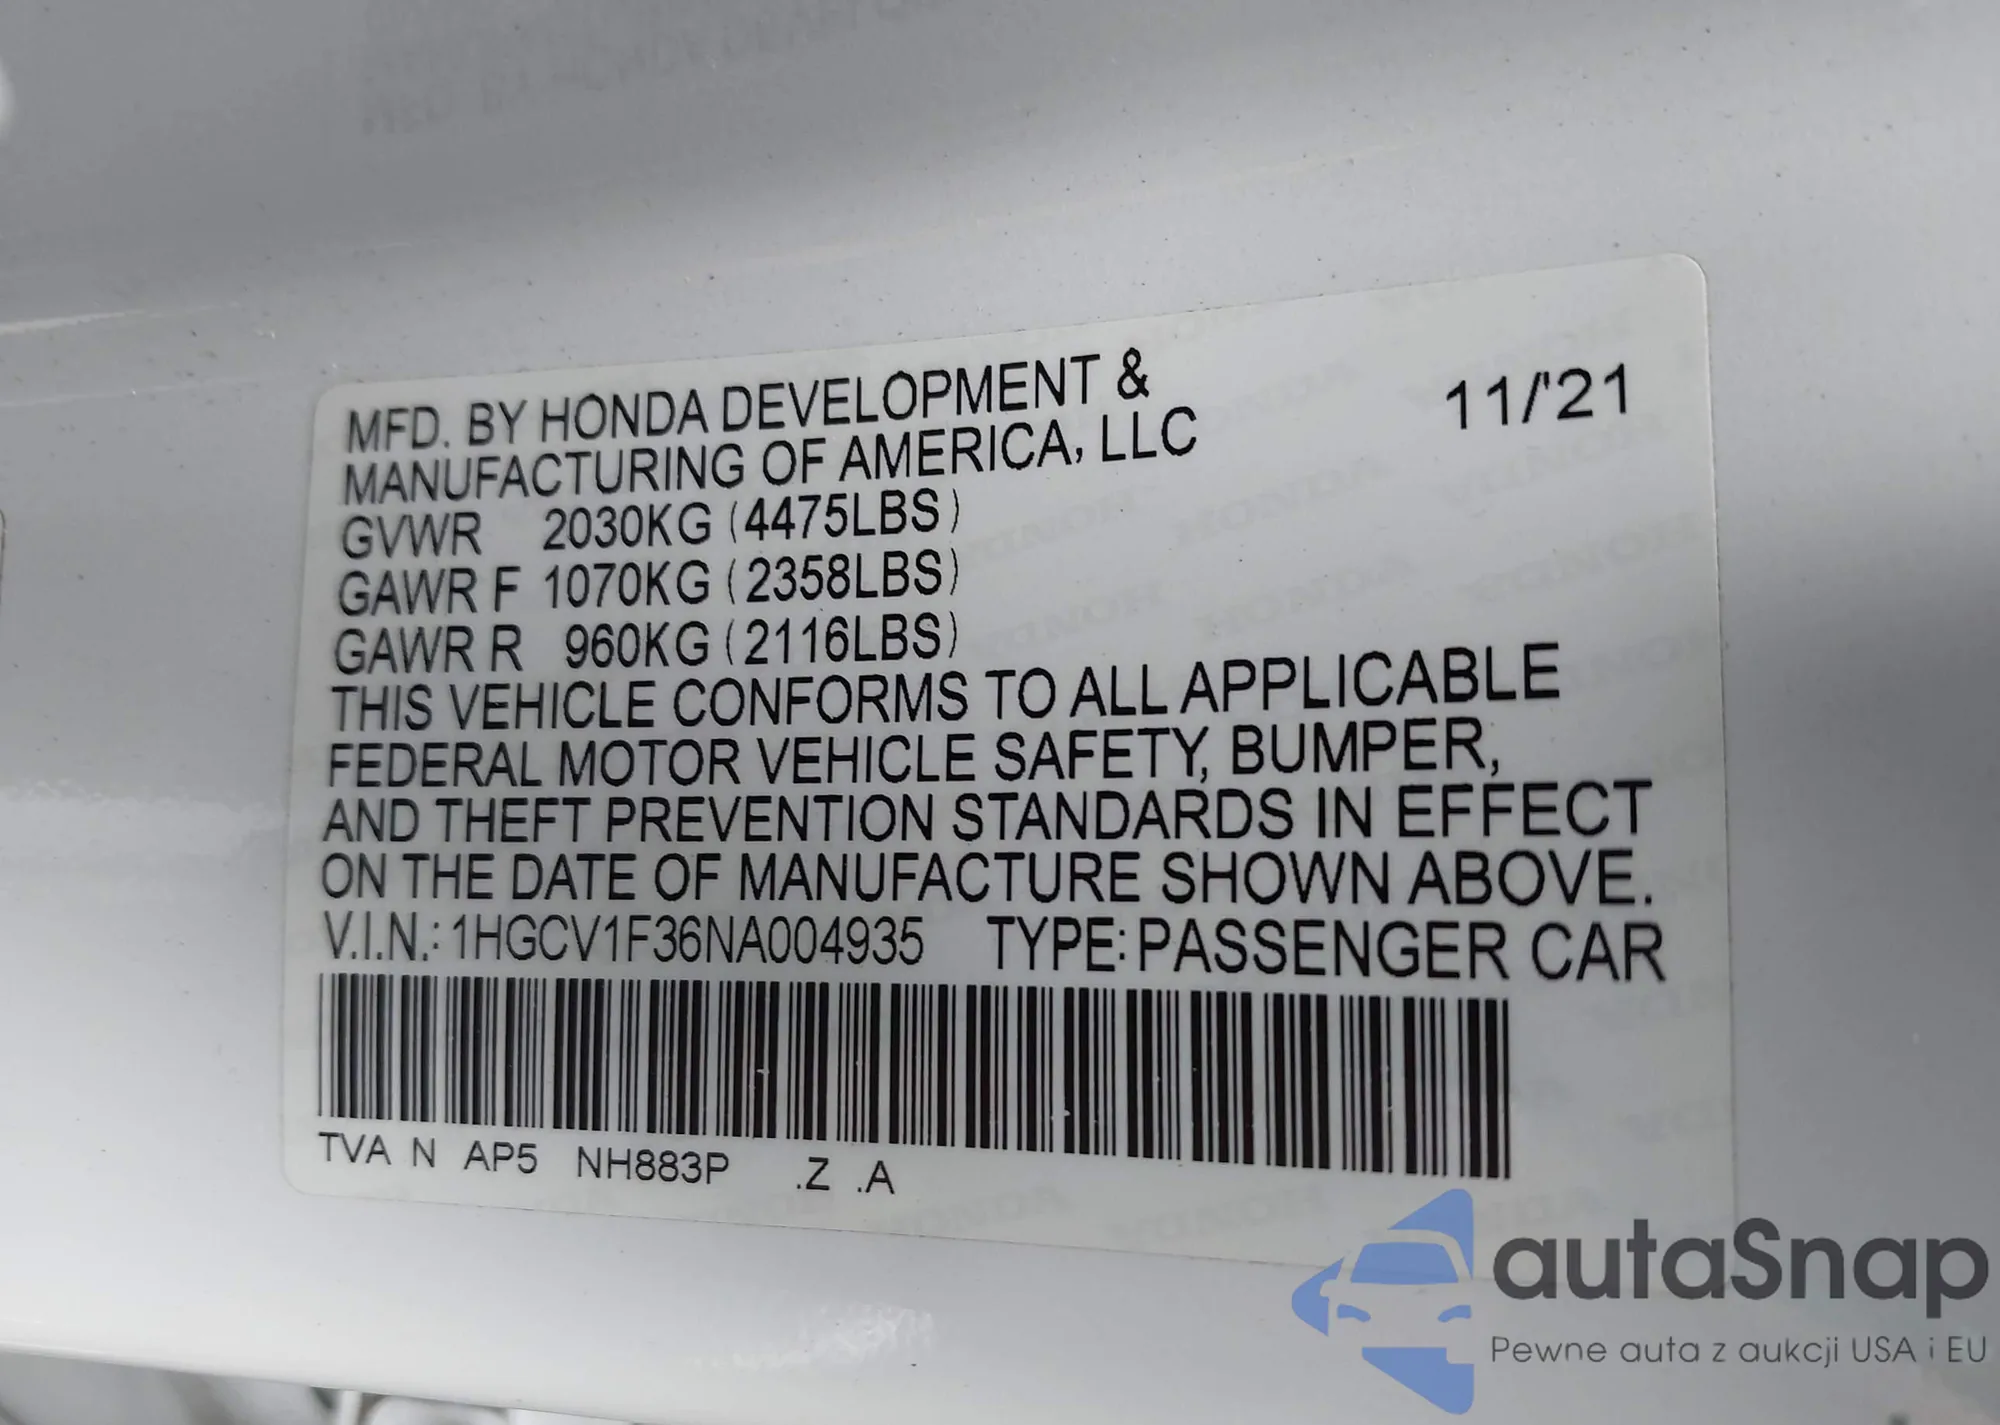 MFD. BY HONDA DEVELOPMENT &
MANUFACTURING OF AMERICA, LLC
11/'21
GVWR 2030KG (4475LBS)
GAWR F 1070KG (2358LBS)
GAWR R 960KG (2116LBS)
THIS VEHICLE CONFORMS TO ALL APPLICABLE
FEDERAL MOTOR VEHICLE SAFETY, BUMPER,
AND THEFT PREVENTION STANDARDS IN EFFECT
ON THE DATE OF MANUFACTURE SHOWN ABOVE.
V.I.N.: 1HGCV1F36NA004935 TYPE: PASSENGER CAR
TVA N AP5 NH883P .Z .A
autaSnap
Pewne auta z aukcji USA i EU